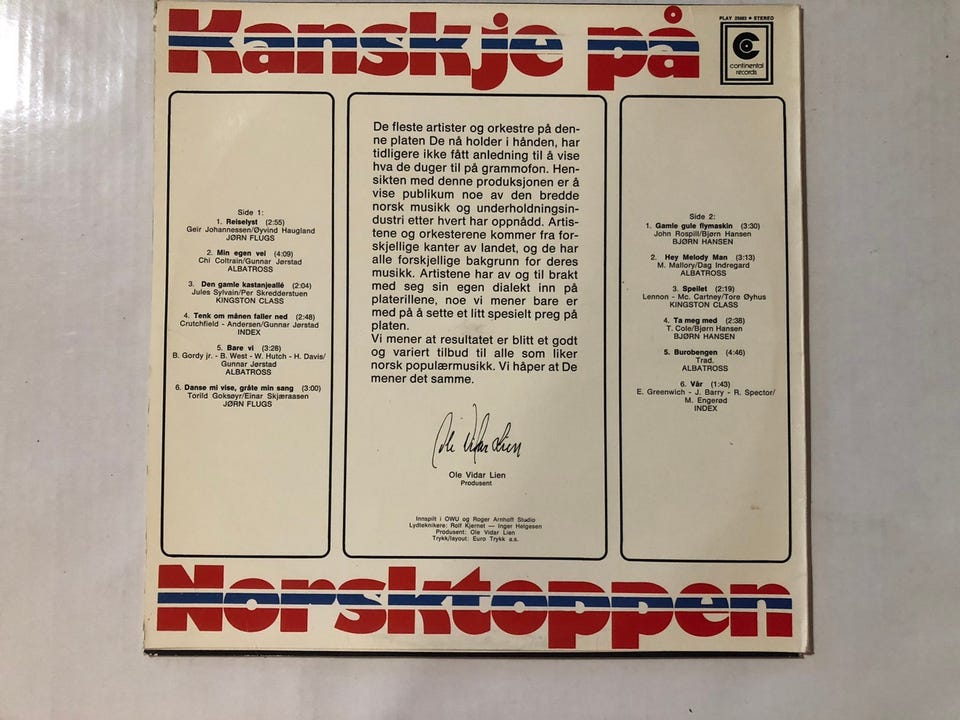 Kanskje på
PLAY 25003 • STEREO
continental
records
Side 1:
1. Reiselyst (2:55)
Geir Johannessen/Øyvind Haugland
JØRN FLUGS
2. Min egen vei (4:09)
Chi Coltrain/Gunnar Jørstad
ALBATROSS
3. Den gamle kastanjeallé (2:04)
Jules Sylvain/Per Skredderstuen
KINGSTON CLASS
4. Tenk om månen faller ned (2:48)
Crutchfield - Andersen/Gunnar Jørstad
INDEX
5. Bare vi (3:28)
B. Gordy jr. - B. West - W. Hutch - H. Davis/
Gunnar Jørstad
ALBATROSS
6. Danse mi vise, gråte min sang (3:00)
Torild Goksøyr/Einar Skjæraasen
JØRN FLUGS
De fleste artister og orkestre på den-
ne platen De nå holder i hånden, har
tidligere ikke fått anledning til å vise
hva de duger til på grammofon. Hen-
sikten med denne produksjonen er å
vise publikum noe av den bredde
norsk musikk og underholdningsin-
dustri etter hvert har oppnådd. Artis-
tene og orkesterene kommer fra for-
skjellige kanter av landet, og de har
alle forskjellige bakgrunn for deres
musikk. Artistene har av og til brakt
med seg sin egen dialekt inn på
platerillene, noe vi mener bare er
med på å sette et litt spesielt preg på
platen.
Vi mener at resultatet er blitt et godt
og variert tilbud til alle som liker
norsk populærmusikk. Vi håper at De
mener det samme.
Ole Vidar Lien
Ole Vidar Lien
Produsent
Innspilt i OWU og Roger Arnhoff Studio
Lydteknikere: Rolf Kjernet — Inger Helgesen
Produsent: Ole Vidar Lien
Trykk/layout: Euro Trykk a.s.
Side 2:
1. Gamle gule flymaskin (3:30)
John Rospill/Bjørn Hansen
BJØRN HANSEN
2. Hey Melody Man (3:13)
M. Mallory/Dag Indregard
ALBATROSS
3. Speilet (2:19)
Lennon - Mc. Cartney/Tore Øyhus
KINGSTON CLASS
4. Ta meg med (2:38)
T. Cole/Bjørn Hansen
BJØRN HANSEN
5. Burobengen (4:46)
Trad.
ALBATROSS
6. Vår (1:43)
E. Greenwich - J. Barry - R. Spector/
M. Engerød
INDEX
Norsktoppen